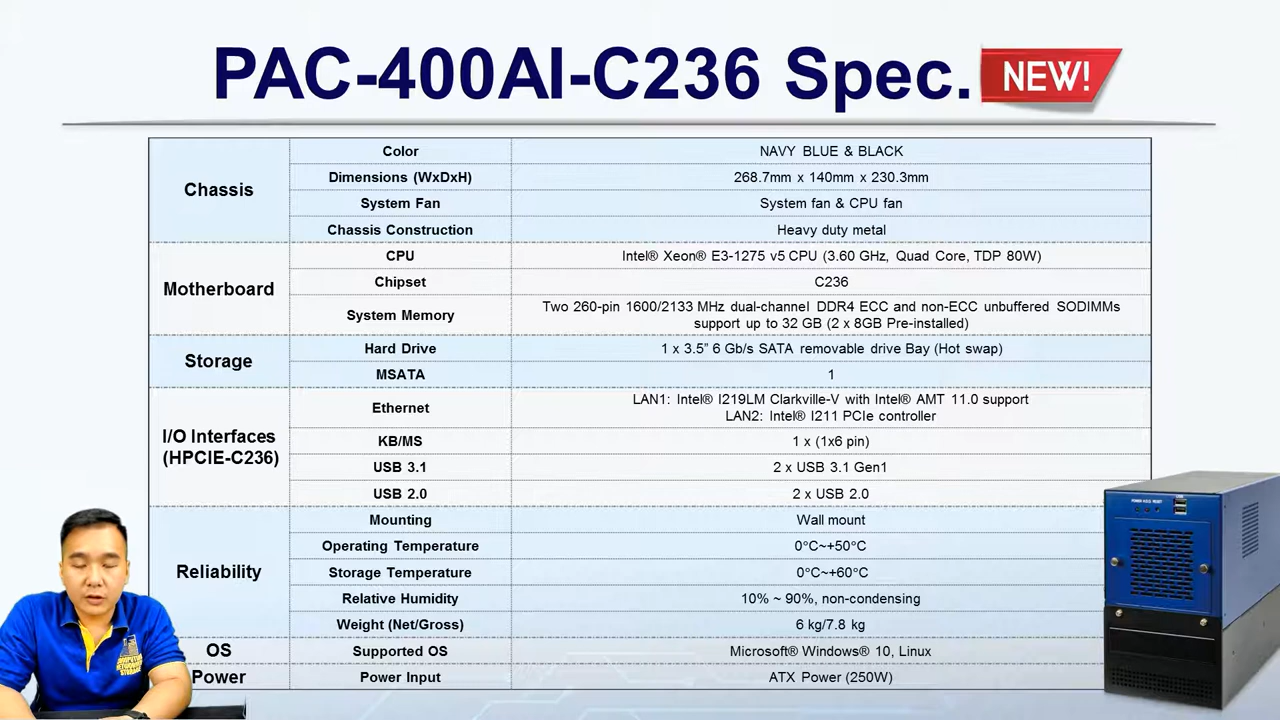 PAC-400AI-C236 Spec. NEW!
Chassis
Color NAVY BLUE & BLACK
Dimensions (WxDxH) 268.7mm x 140mm x 230.3mm
System Fan System fan & CPU fan
Chassis Construction Heavy duty metal
Motherboard
CPU Intel® Xeon® E3-1275 v5 CPU (3.60 GHz, Quad Core, TDP 80W)
Chipset C236
System Memory Two 260-pin 1600/2133 MHz dual-channel DDR4 ECC and non-ECC unbuffered SODIMMs
support up to 32 GB (2 x 8GB Pre-installed)
Storage
Hard Drive 1 x 3.5” 6 Gb/s SATA removable drive Bay (Hot swap)
MSATA 1
I/O Interfaces
(HPCIE-C236)
Ethernet LAN1: Intel® I219LM Clarkville-V with Intel® AMT 11.0 support
LAN2: Intel® I211 PCIe controller
KB/MS 1 x (1x6 pin)
USB 3.1 2 x USB 3.1 Gen1
USB 2.0 2 x USB 2.0
Reliability
Mounting Wall mount
Operating Temperature 0°C~+50°C
Storage Temperature 0°C~+60°C
Relative Humidity 10% ~ 90%, non-condensing
Weight (Net/Gross) 6 kg/7.8 kg
OS Supported OS Microsoft® Windows® 10, Linux
Power Power Input ATX Power (250W)